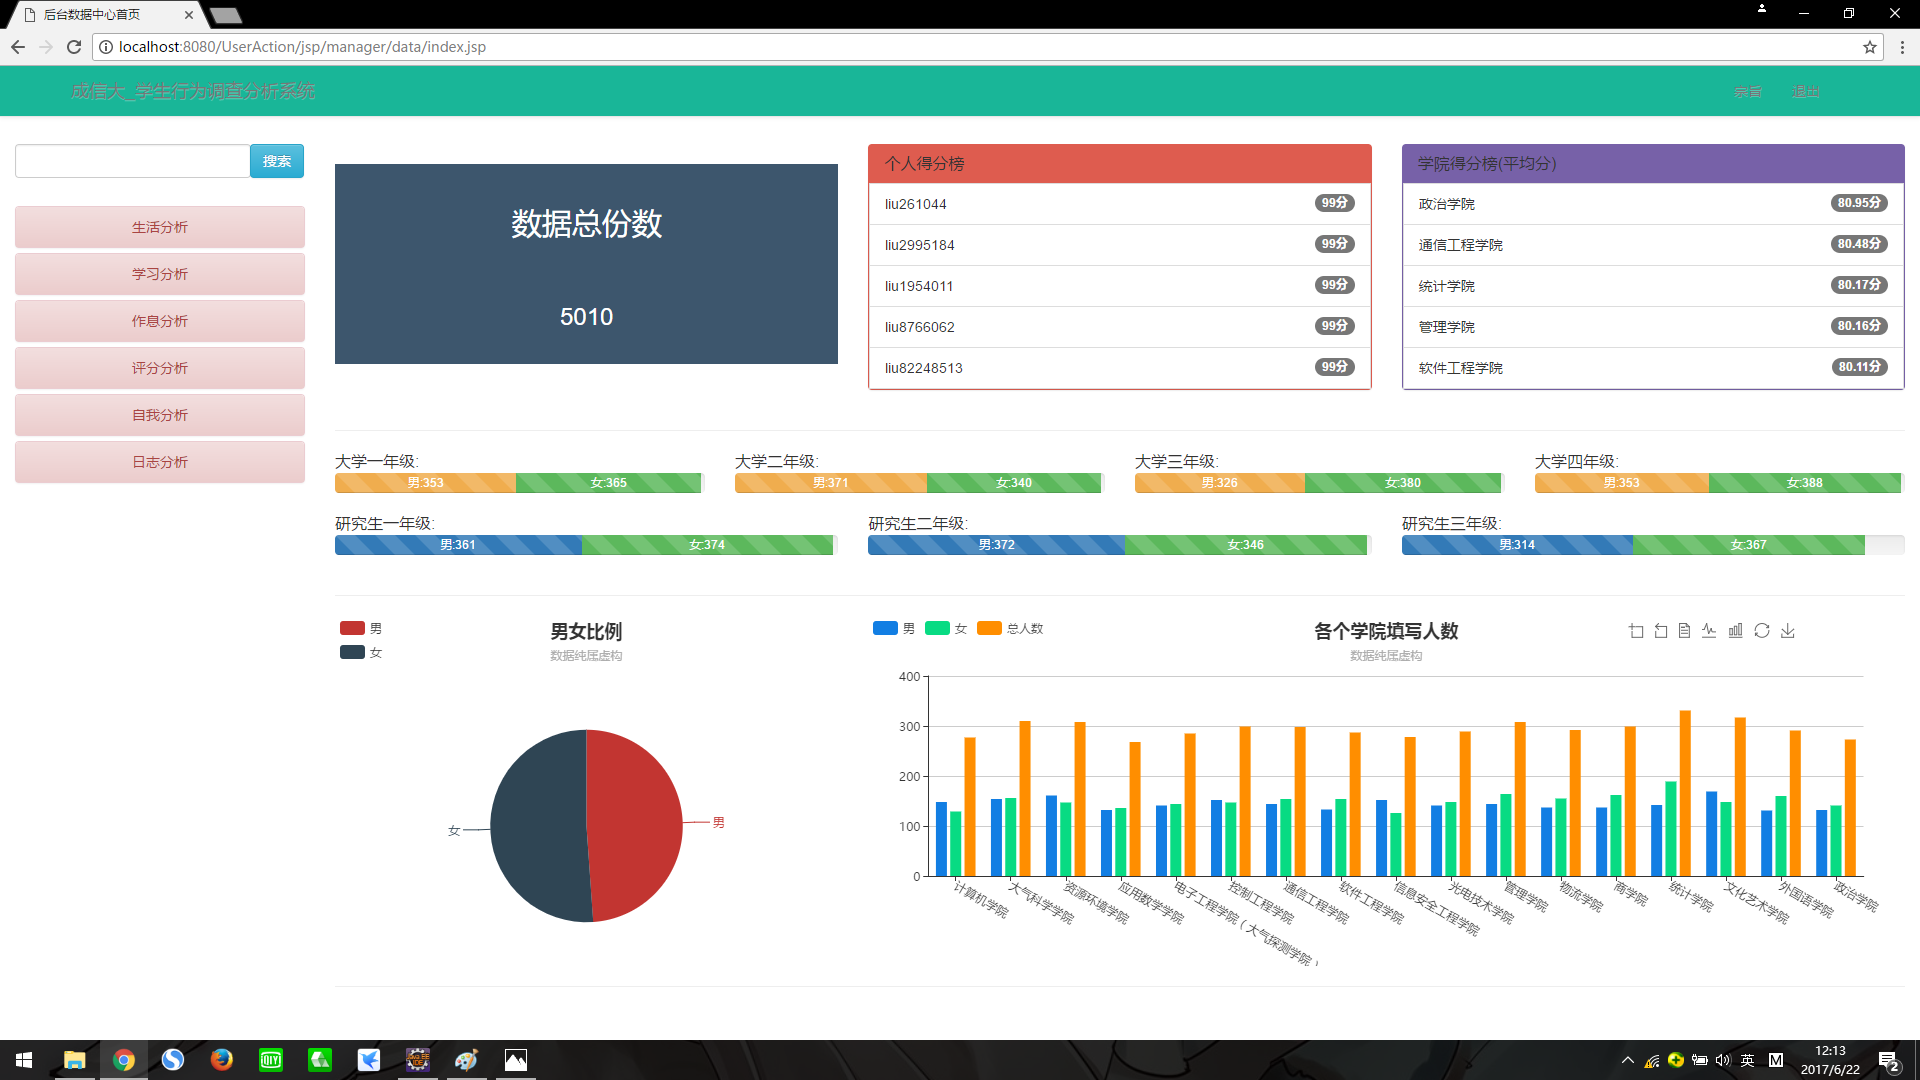 后台数据中心首页
localhost:8080/UserAction/jsp/manager/data/index.jsp
成信大_学生行为调查分析系统
退出
搜索
生活分析
学习分析
作息分析
评分分析
自我分析
日志分析
数据总份数
5010
个人得分榜
liu261044 99分
liu2995184 99分
liu1954011 99分
liu8766062 99分
liu82248513 99分
学院得分榜(平均分)
政治学院 80.95分
通信工程学院 80.48分
统计学院 80.17分
管理学院 80.16分
软件工程学院 80.11分
大学一年级: 大学二年级: 大学三年级: 大学四年级:
男:353 女:365 男:371 女:340 男:326 女:380 男:353 女:388
研究生一年级: 研究生二年级: 研究生三年级:
男:361 女:374 男:372 女:346 男:314 女:367
男
女
男女比例
数据纯属虚构
女
男
男 女 总人数
各个学院填写人数
数据纯属虚构
400
300
200
100
0
计算机学院
大气科学学院
资源环境学院
应用数学学院
电子工程学院（大气探测学院）
控制工程学院
通信工程学院
软件工程学院
信息安全工程学院
光电技术学院
管理学院
物流学院
商学院
统计学院
文化艺术学院
外国语学院
政治学院
DIY
英
M
12:13
2017/6/22
2